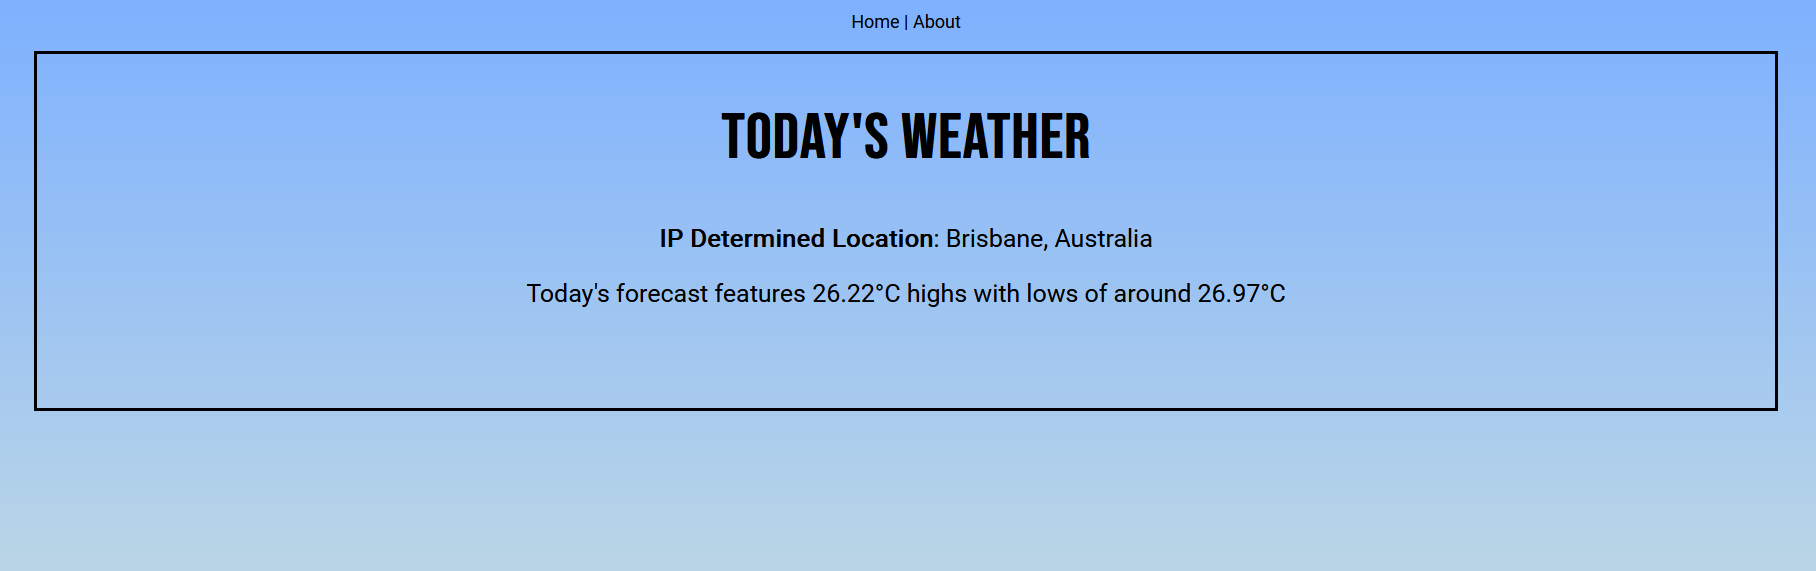 Home | About
TODAY'S WEATHER
IP Determined Location: Brisbane, Australia
Today's forecast features 26.22°C highs with lows of around 26.97°C